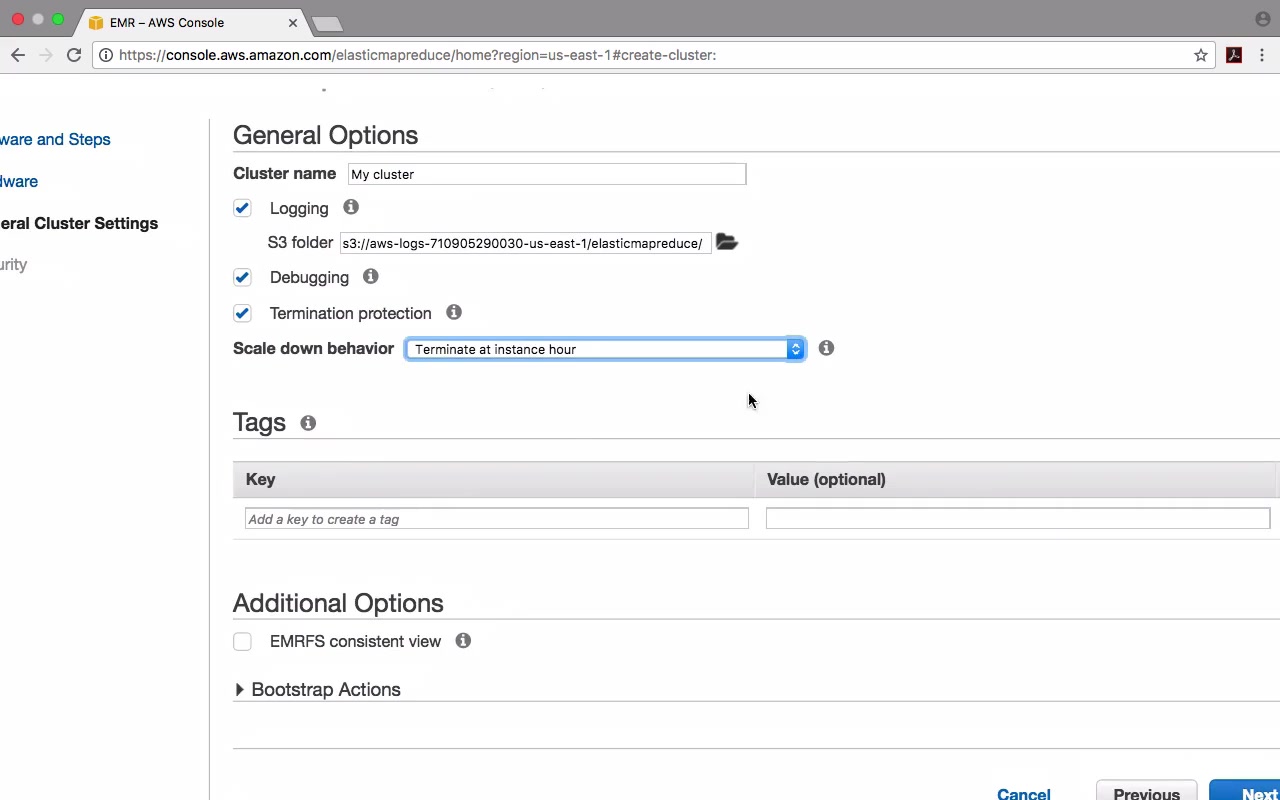 EMR – AWS Console
https://console.aws.amazon.com/elasticmapreduce/home?region=us-east-1#create-cluster:
ware and Steps
dware
eral Cluster Settings
urity
General Options
Cluster name My cluster
Logging
S3 folder s3://aws-logs-710905290030-us-east-1/elasticmapreduce/
Debugging
Termination protection
Scale down behavior Terminate at instance hour
Tags
Key Value (optional)
Add a key to create a tag
Additional Options
EMRFS consistent view
Bootstrap Actions
Cancel Previous Next